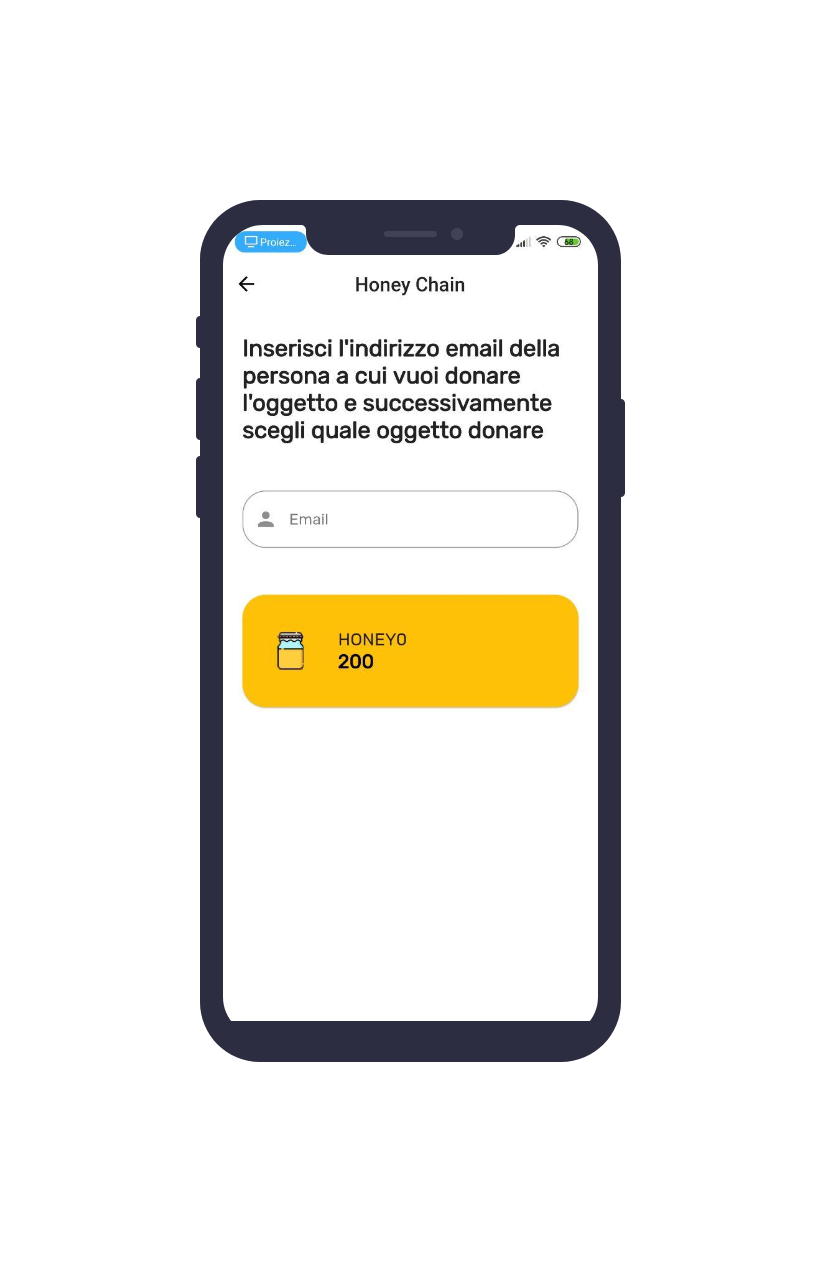 Proiez...
68
Honey Chain
Inserisci l'indirizzo email della
persona a cui vuoi donare
l'oggetto e successivamente
scegli quale oggetto donare
Email
HONEY0
200